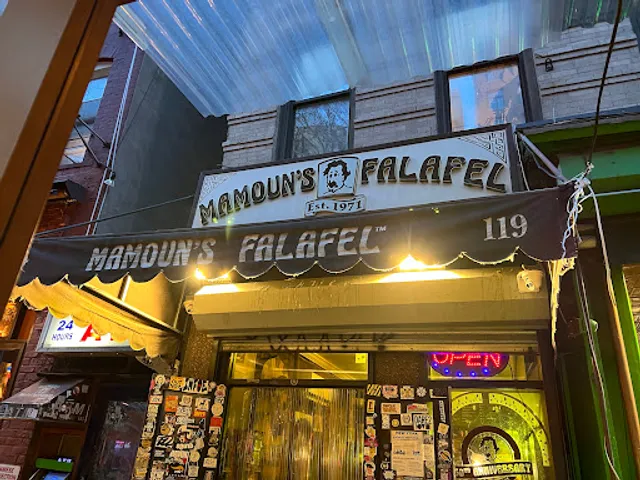 MAMOUN'S FALAFEL
Est. 1971
MAMOUN'S FALAFEL™ 119
24
HOURS
OPEN
ANNIVERSARY